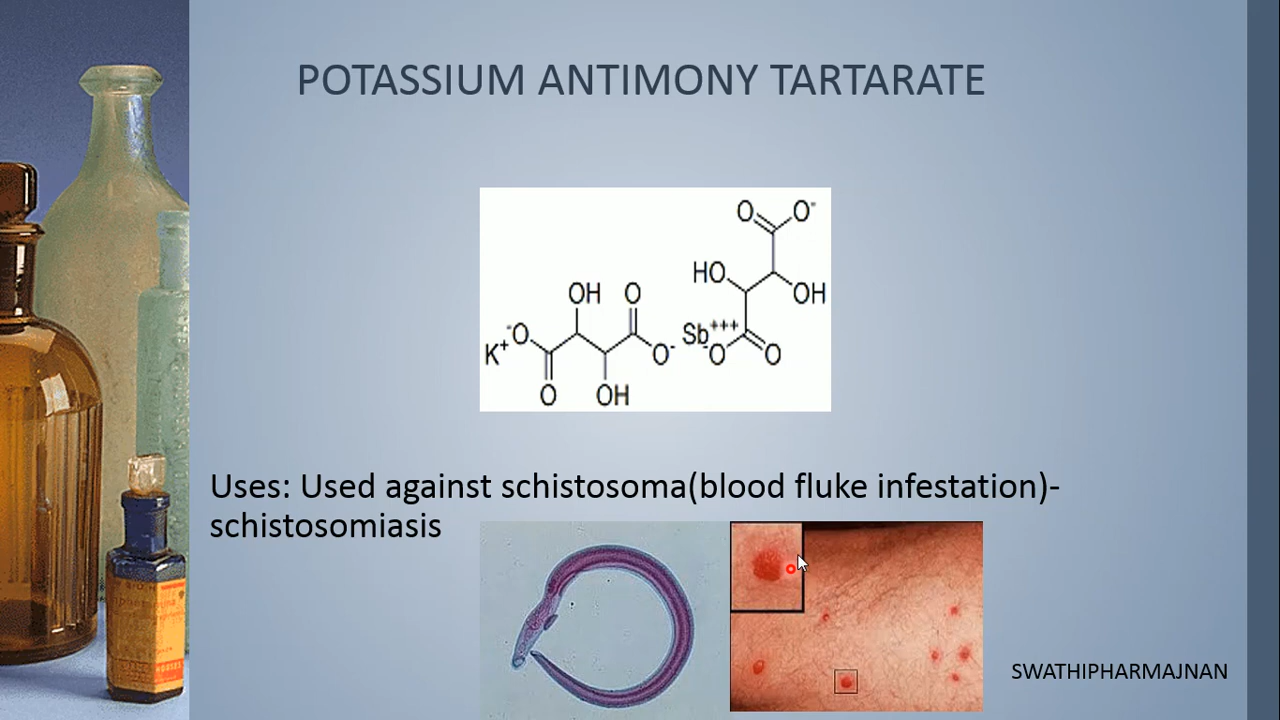 POTASSIUM ANTIMONY TARTARATE
O O⁻
HO
OH
OH O
⁻O Sb⁺⁺⁺
K⁺ O⁻ ⁻O O
O OH
Uses: Used against schistosoma(blood fluke infestation)-
schistosomiasis
SWATHIPHARMAJNAN